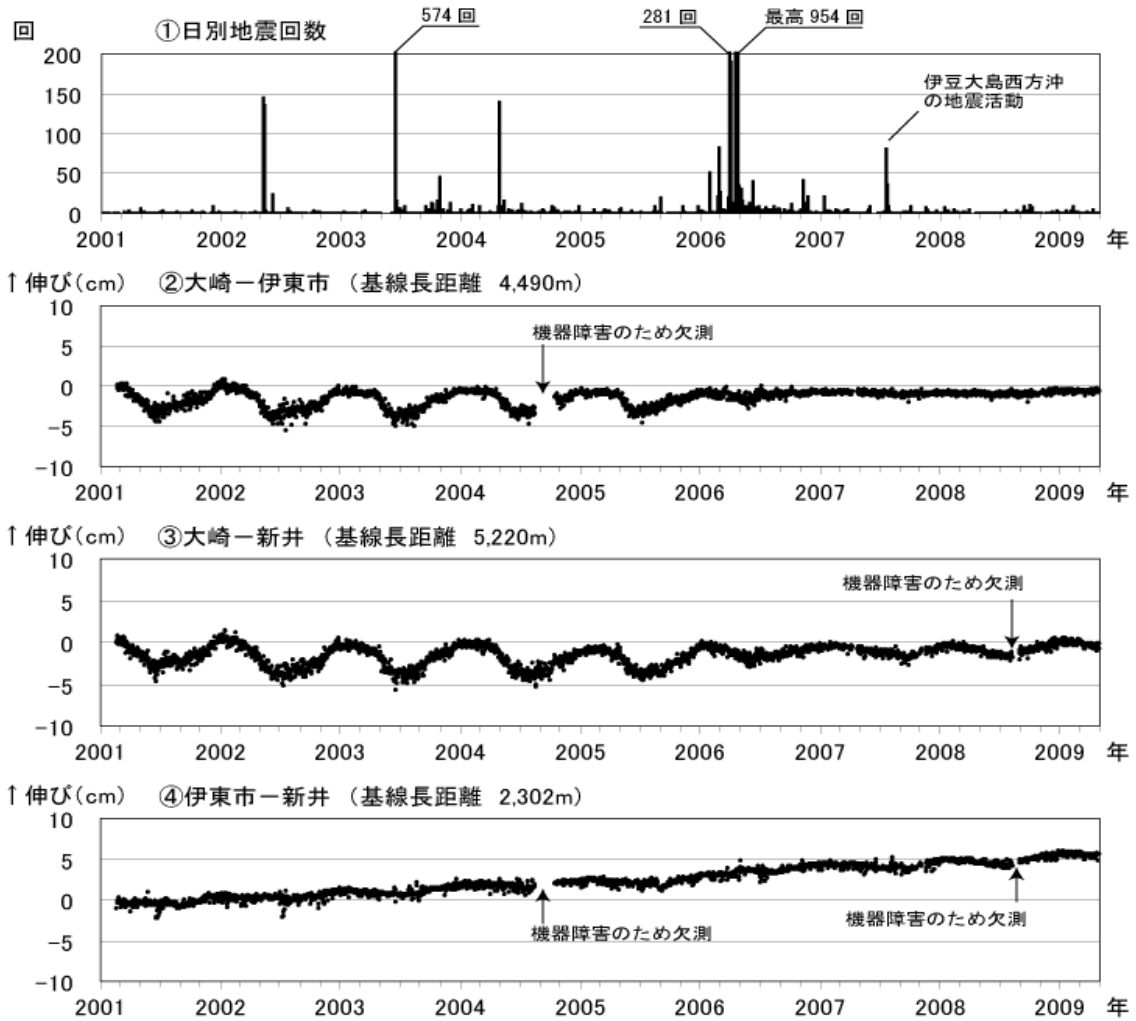 574 回
281 回
最高 954 回
回
①日別地震回数
伊豆大島西方沖
の地震活動
200
150
100
50
0
2001 2002 2003 2004 2005 2006 2007 2008 2009 年
↑伸び(cm) ②大崎－伊東市 (基線長距離 4,490m)
機器障害のため欠測
10
5
0
-5
-10
2001 2002 2003 2004 2005 2006 2007 2008 2009 年
↑伸び(cm) ③大崎－新井 (基線長距離 5,220m)
機器障害のため欠測
10
5
0
-5
-10
2001 2002 2003 2004 2005 2006 2007 2008 2009 年
↑伸び(cm) ④伊東市－新井 (基線長距離 2,302m)
10
5
0
-5
-10
機器障害のため欠測
機器障害のため欠測
2001 2002 2003 2004 2005 2006 2007 2008 2009 年